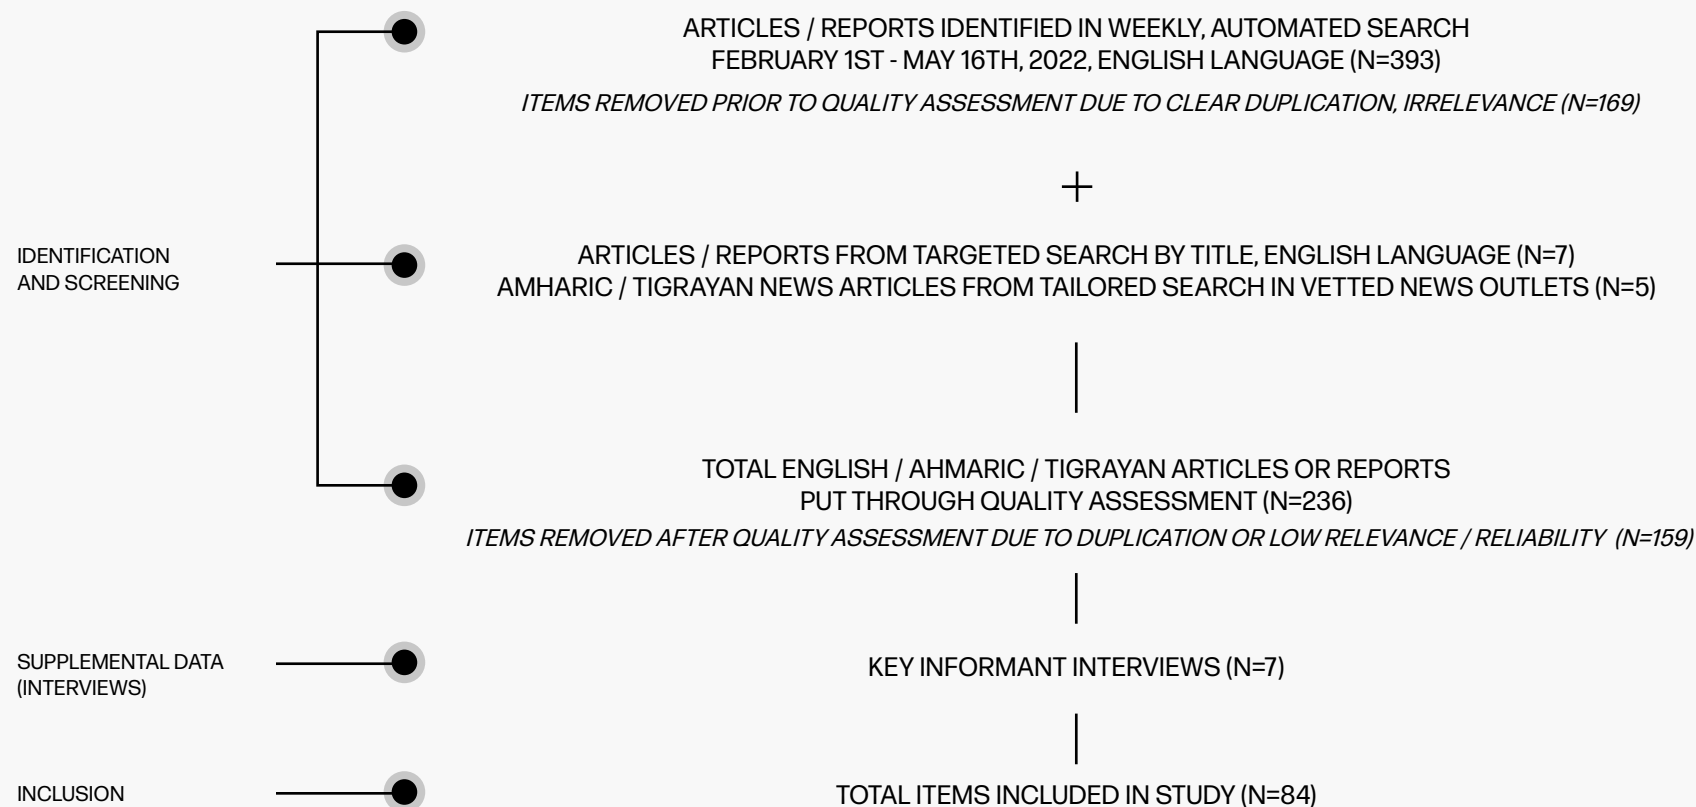 ARTICLES / REPORTS IDENTIFIED IN WEEKLY, AUTOMATED SEARCH
FEBRUARY 1ST - MAY 16TH, 2022, ENGLISH LANGUAGE (N=393)
ITEMS REMOVED PRIOR TO QUALITY ASSESSMENT DUE TO CLEAR DUPLICATION, IRRELEVANCE (N=169)
+
IDENTIFICATION
AND SCREENING
ARTICLES / REPORTS FROM TARGETED SEARCH BY TITLE, ENGLISH LANGUAGE (N=7)
AMHARIC / TIGRAYAN NEWS ARTICLES FROM TAILORED SEARCH IN VETTED NEWS OUTLETS (N=5)
TOTAL ENGLISH / AHMARIC / TIGRAYAN ARTICLES OR REPORTS
PUT THROUGH QUALITY ASSESSMENT (N=236)
ITEMS REMOVED AFTER QUALITY ASSESSMENT DUE TO DUPLICATION OR LOW RELEVANCE / RELIABILITY (N=159)
SUPPLEMENTAL DATA
(INTERVIEWS)
KEY INFORMANT INTERVIEWS (N=7)
INCLUSION
TOTAL ITEMS INCLUDED IN STUDY (N=84)